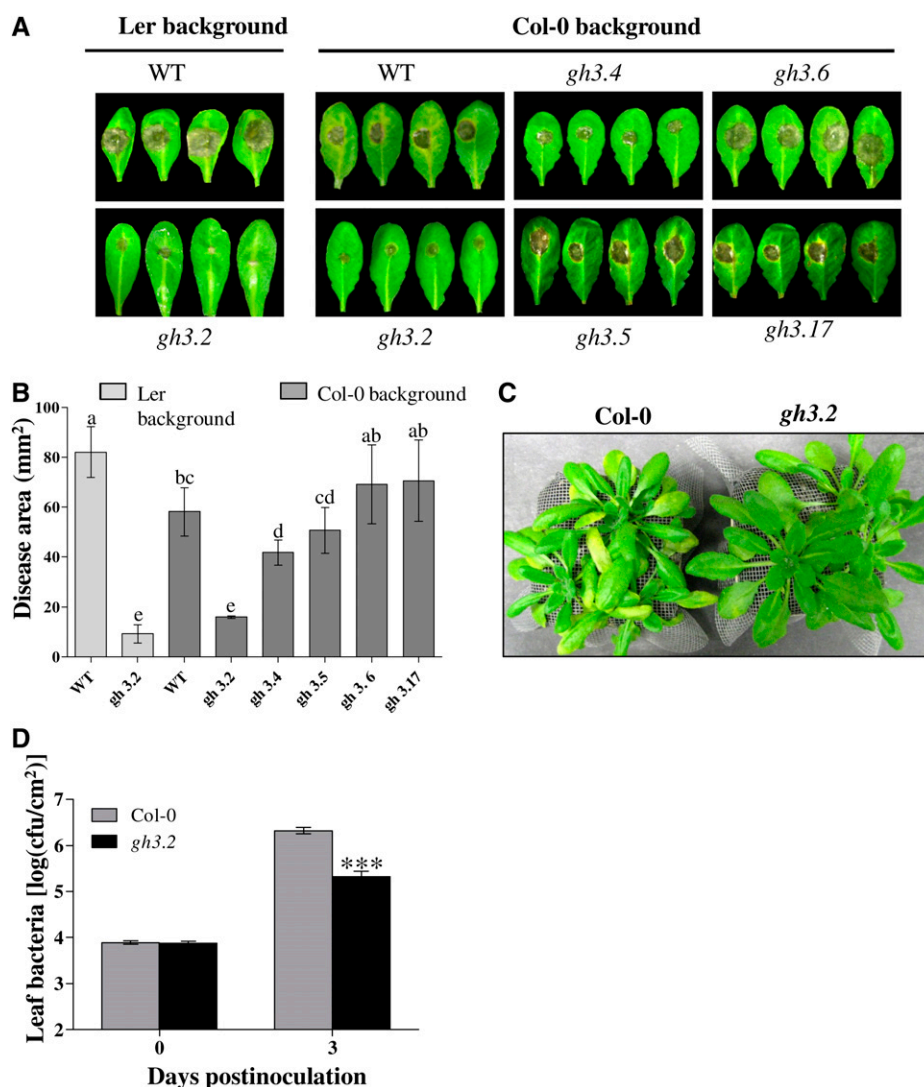 A
Ler background
Col-0 background
WT
WT
gh3.4
gh3.6
gh3.2
gh3.2
gh3.5
gh3.17
B
Ler background
Col-0 background
Disease area (mm²)
100
80
60
40
20
0
a
e
bc
e
d
cd
ab
ab
WT
gh 3.2
WT
gh 3.2
gh 3.4
gh 3.5
gh 3. 6
gh 3.17
C
Col-0
gh3.2
D
Leaf bacteria [log(cfu/cm²)]
7
6
5
4
3
2
Col-0
gh3.2
***
0
3
Days postinoculation